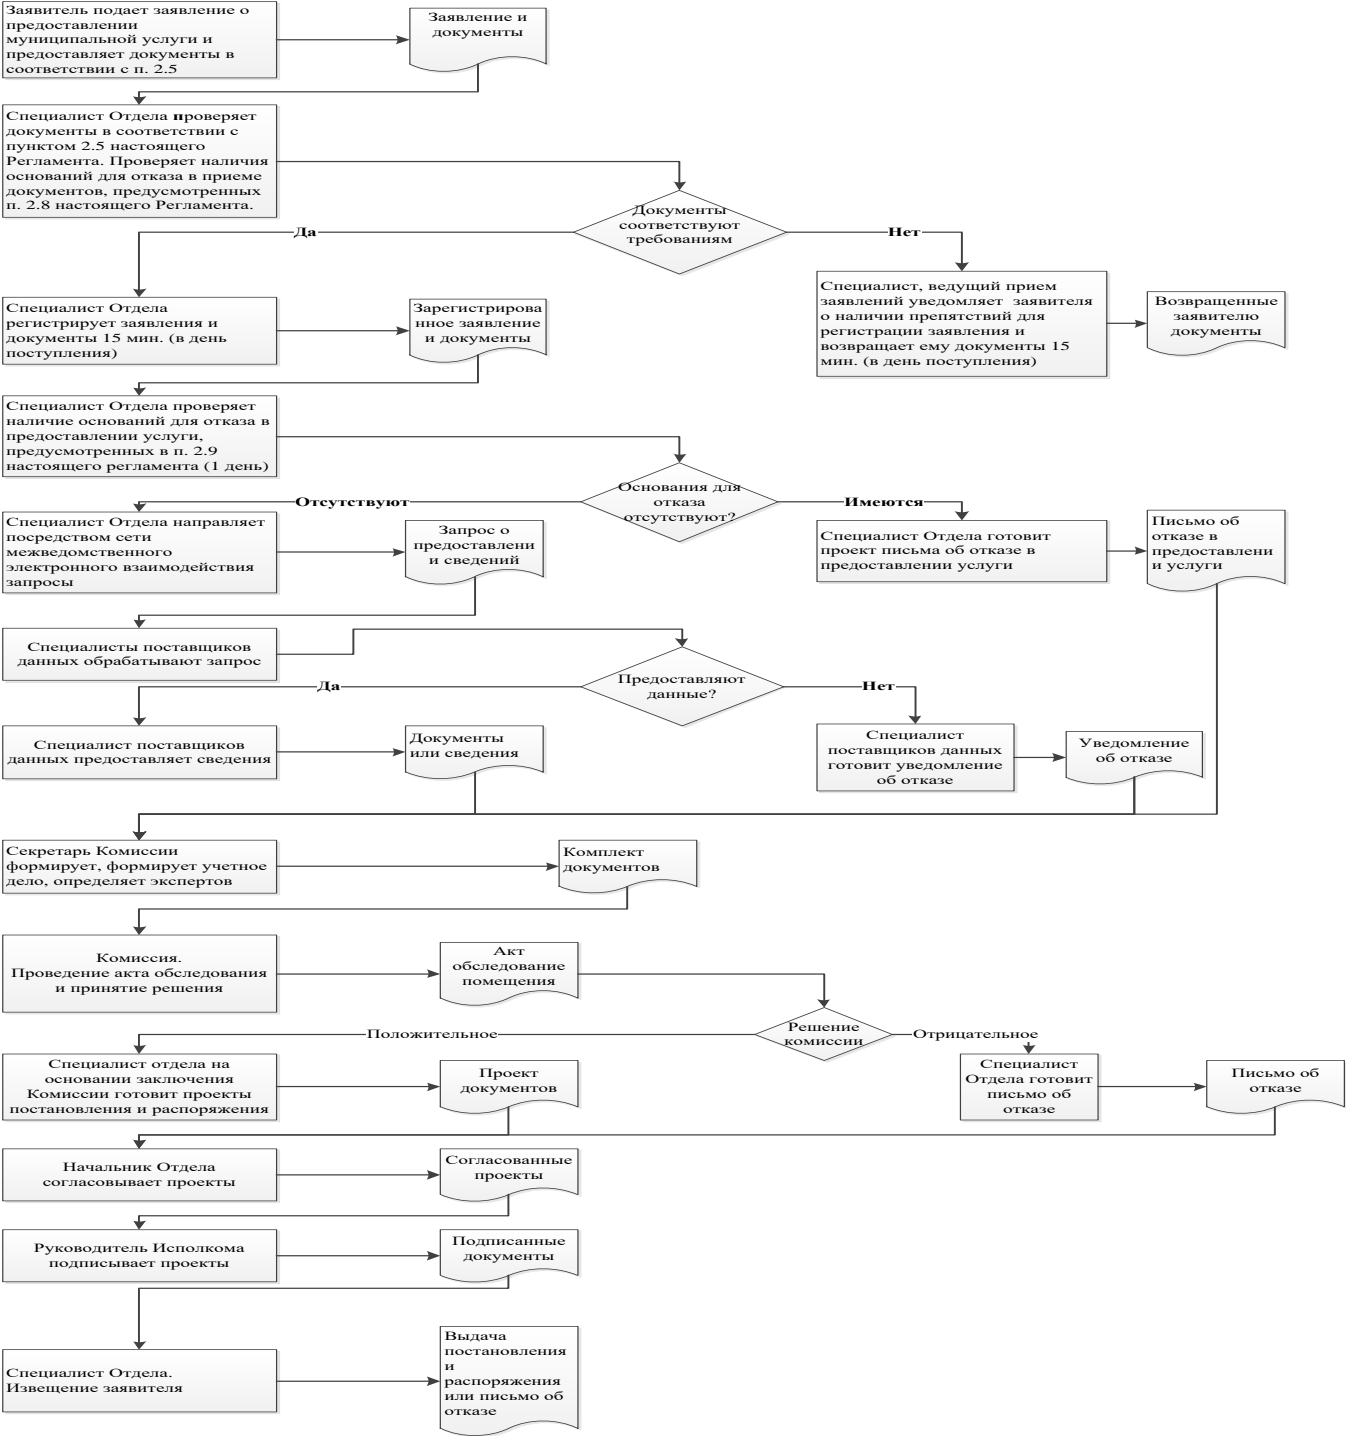 Заявитель подает заявление о
предоставлении
муниципальной услуги и
предоставляет документы в
соответствии с п. 2.5
Заявление и
документы
Специалист Отдела проверяет
документы в соответствии с
пунктом 2.5 настоящего
Регламента. Проверяет наличия
оснований для отказа в приеме
документов, предусмотренных
п. 2.8 настоящего Регламента.
Документы
соответствуют
требованиям
Да
Нет
Специалист Отдела
регистрирует заявления и
документы 15 мин. (в день
поступления)
Зарегистрирова
нное заявление
и документы
Специалист, ведущий прием
заявлений уведомляет заявителя
о наличии препятствий для
регистрации заявления и
возвращает ему документы 15
мин. (в день поступления)
Возвращенные
заявителю
документы
Специалист Отдела проверяет
наличие оснований для отказа в
предоставлении услуги,
предусмотренных в п. 2.9
настоящего регламента (1 день)
Основания для
отказа
отсутствуют?
Отсутствуют
Имеются
Специалист Отдела направляет
посредством сети
межведомственного
электронного взаимодействия
запросы
Запрос о
предоставлени
и сведений
Специалист Отдела готовит
проект письма об отказе в
предоставлении услуги
Письмо об
отказе в
предоставлени
и услуги
Специалисты поставщиков
данных обрабатывают запрос
Предоставляют
данные?
Да
Нет
Специалист поставщиков
данных предоставляет сведения
Документы
или сведения
Специалист
поставщиков данных
готовит уведомление
об отказе
Уведомление
об отказе
Секретарь Комиссии
формирует, формирует учетное
дело, определяет экспертов
Комплект
документов
Комиссия.
Проведение акта обследования
и принятие решения
Акт
обследование
помещения
Решение
комиссии
Положительное
Отрицательное
Специалист отдела на
основании заключения
Комиссии готовит проекты
постановления и распоряжения
Проект
документов
Специалист
Отдела готовит
письмо об
отказе
Письмо об
отказе
Начальник Отдела
согласовывает проекты
Согласованные
проекты
Руководитель Исполкома
подписывает проекты
Подписанные
документы
Специалист Отдела.
Извещение заявителя
Выдача
постановления
и
распоряжения
или письмо об
отказе